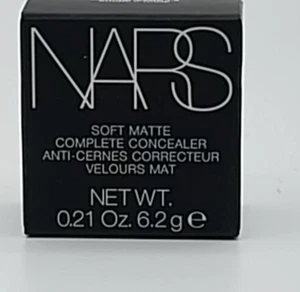 NARS
SOFT MATTE
COMPLETE CONCEALER
ANTI-CERNES CORRECTEUR
VELOURS MAT
NET WT.
0.21 Oz. 6.2 g ℮